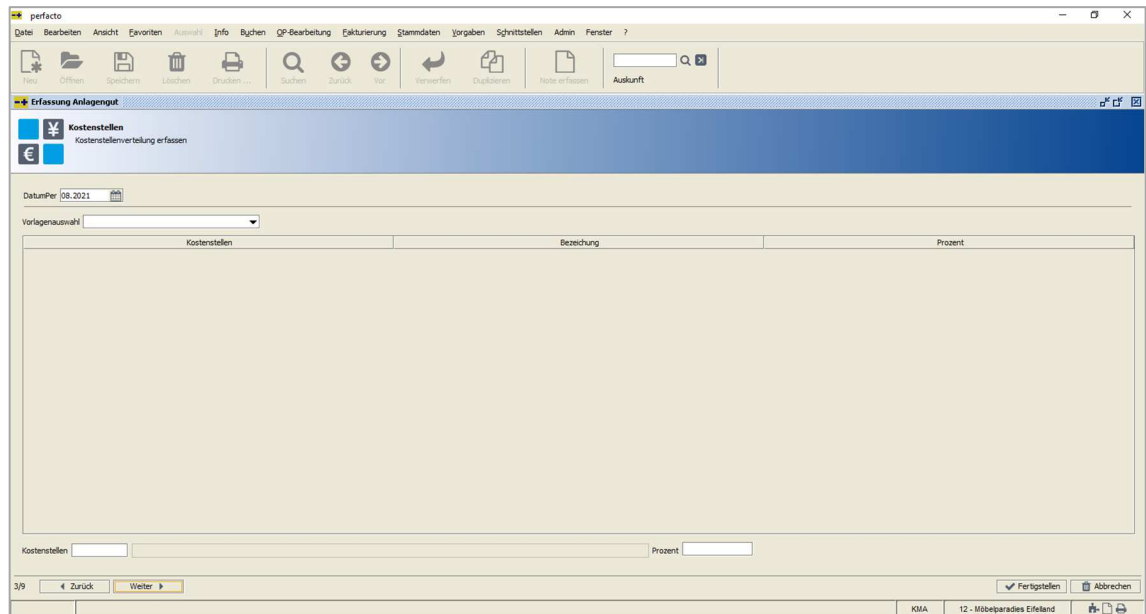 perfacto
Datei Bearbeiten Ansicht Favoriten Auswahl Info Buchen OP-Bearbeitung Fakturierung Stammdaten Vorgaben Schnittstellen Admin Fenster ?
Neu Öffnen Speichern Löschen Drucken ... Suchen Zurück Vor Verwerfen Duplizieren Note erfassen Auskunft
Erfassung Anlagengut
¥ Kostenstellen
Kostenstellenverteilung erfassen
€
DatumPer 08.2021
Vorlagenauswahl
Kostenstellen Bezeichung Prozent
Kostenstellen Prozent
3/9 Zurück Weiter Fertigstellen Abbrechen
KMA 12 - Möbelparadies Eifelland